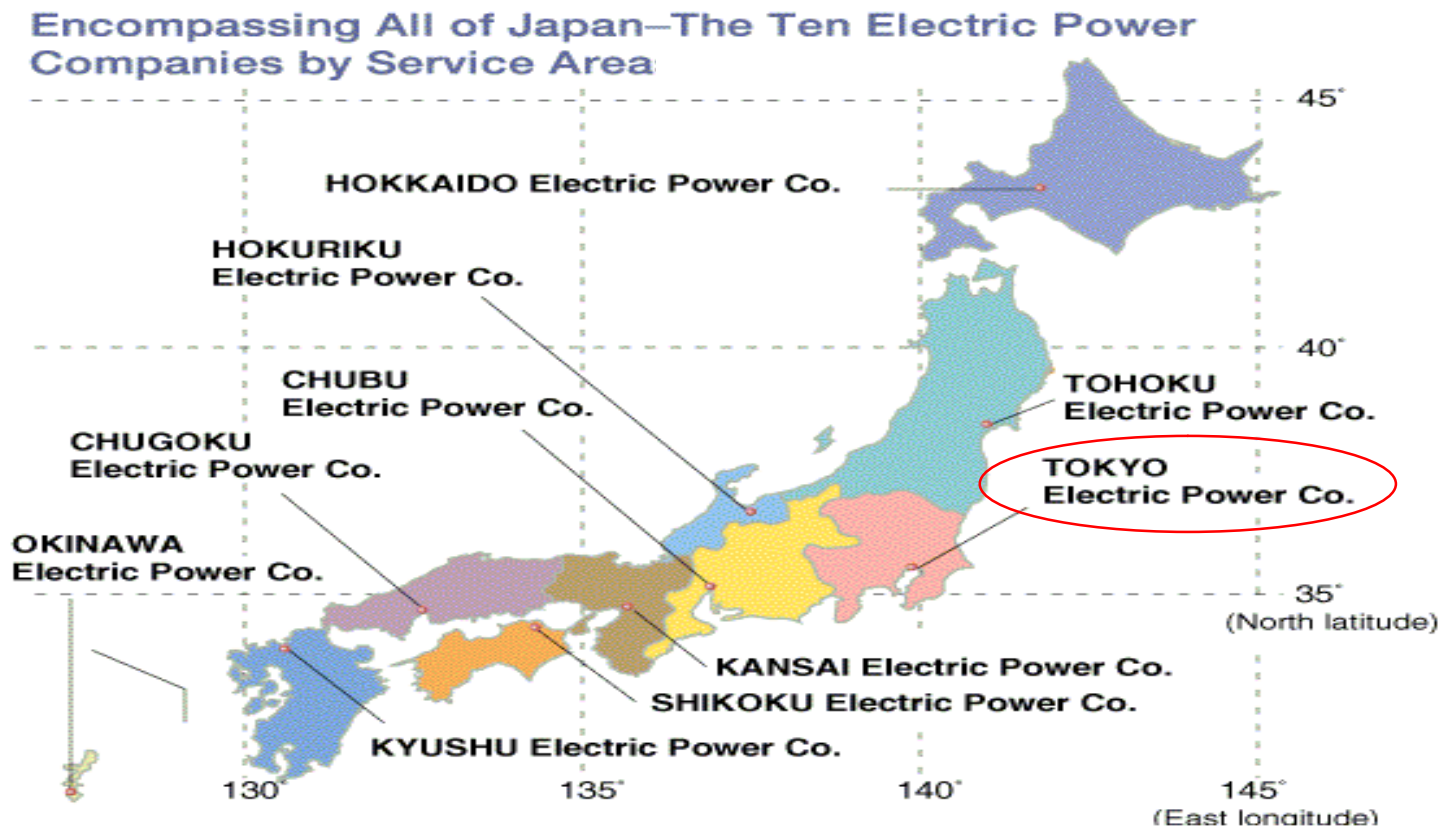 Encompassing All of Japan–The Ten Electric Power
Companies by Service Area
45°
HOKKAIDO Electric Power Co.
HOKURIKU
Electric Power Co.
40°
CHUBU
Electric Power Co.
TOHOKU
Electric Power Co.
CHUGOKU
Electric Power Co.
TOKYO
Electric Power Co.
OKINAWA
Electric Power Co.
35°
(North latitude)
KANSAI Electric Power Co.
SHIKOKU Electric Power Co.
KYUSHU Electric Power Co.
130° 135° 140° 145°
(East longitude)